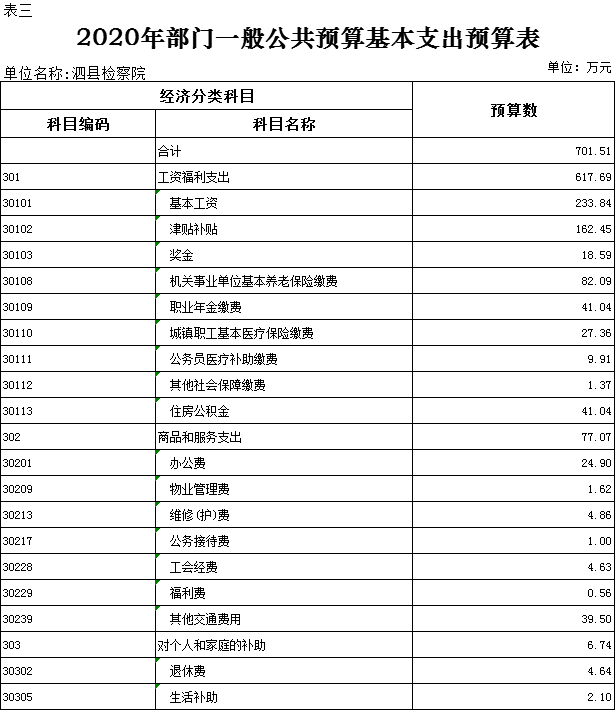 表三
2020年部门一般公共预算基本支出预算表
单位名称:泗县检察院 单位：万元
经济分类科目 预算数
科目编码 科目名称
合计 701.51
301 工资福利支出 617.69
30101 基本工资 233.84
30102 津贴补贴 162.45
30103 奖金 18.59
30108 机关事业单位基本养老保险缴费 82.09
30109 职业年金缴费 41.04
30110 城镇职工基本医疗保险缴费 27.36
30111 公务员医疗补助缴费 9.91
30112 其他社会保障缴费 1.37
30113 住房公积金 41.04
302 商品和服务支出 77.07
30201 办公费 24.90
30209 物业管理费 1.62
30213 维修(护)费 4.86
30217 公务接待费 1.00
30228 工会经费 4.63
30229 福利费 0.56
30239 其他交通费用 39.50
303 对个人和家庭的补助 6.74
30302 退休费 4.64
30305 生活补助 2.10